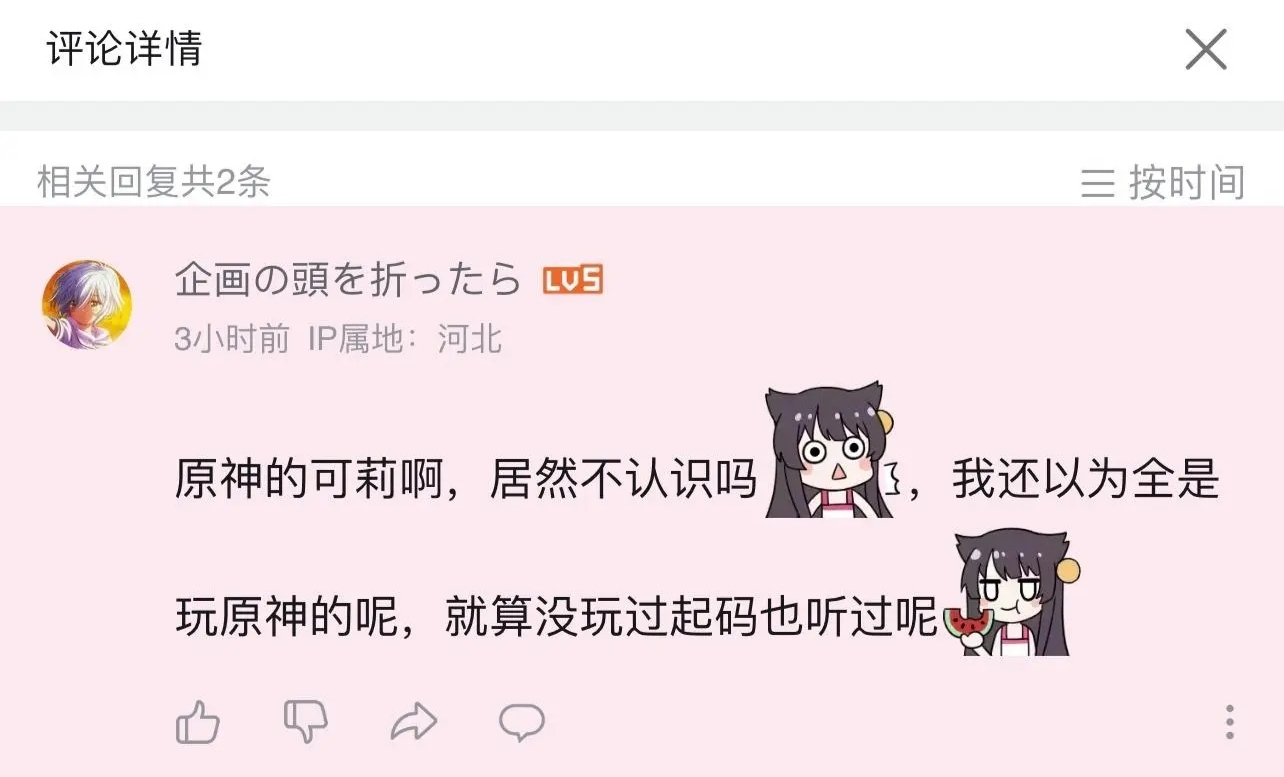 评论详情
相关回复共2条
按时间
企画の頭を折ったら LV5
3小时前 IP属地：河北
原神的可莉啊，居然不认识吗，我还以为全是
玩原神的呢，就算没玩过起码也听过呢